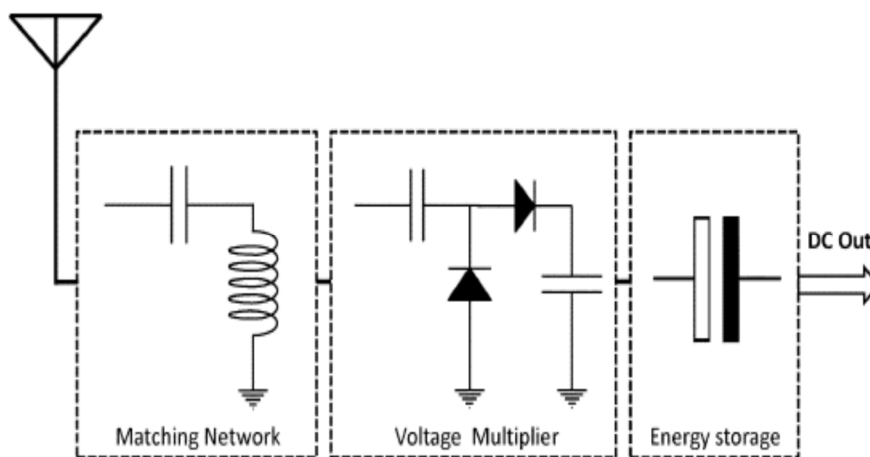 DC Out
Matching Network
Voltage Multiplier
Energy storage